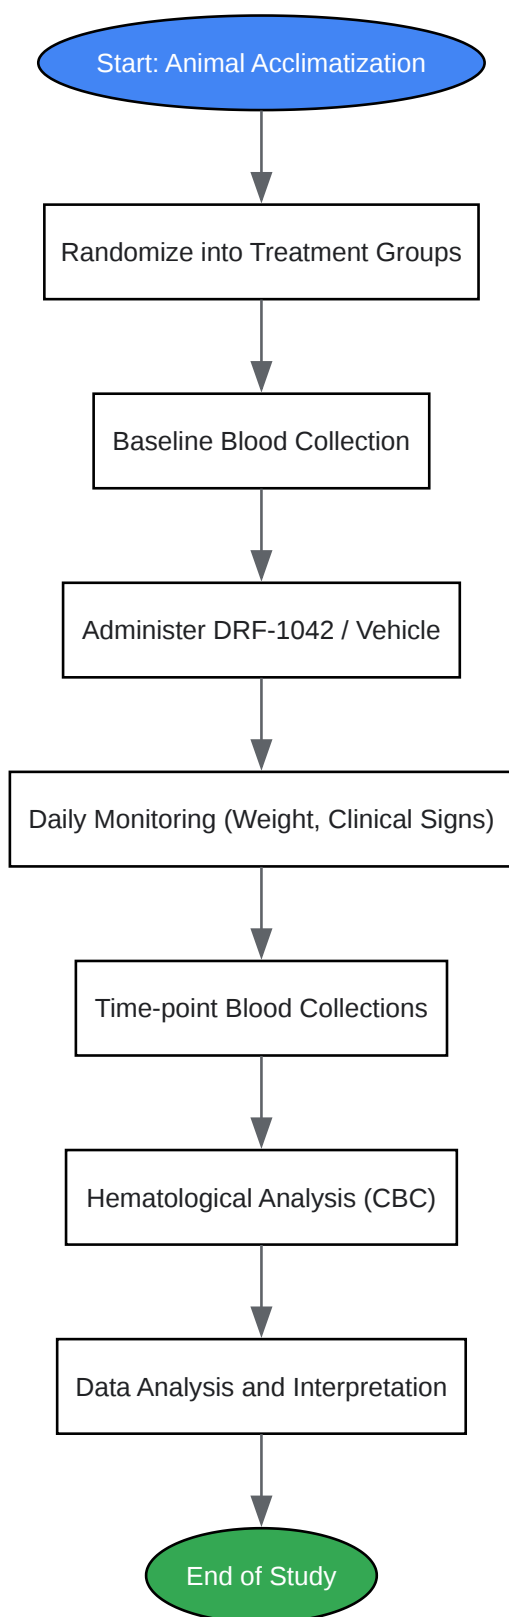 Start: Animal Acclimatization
Randomize into Treatment Groups
Baseline Blood Collection
Administer DRF-1042 / Vehicle
Daily Monitoring (Weight, Clinical Signs)
Time-point Blood Collections
Hematological Analysis (CBC)
Data Analysis and Interpretation
End of Study